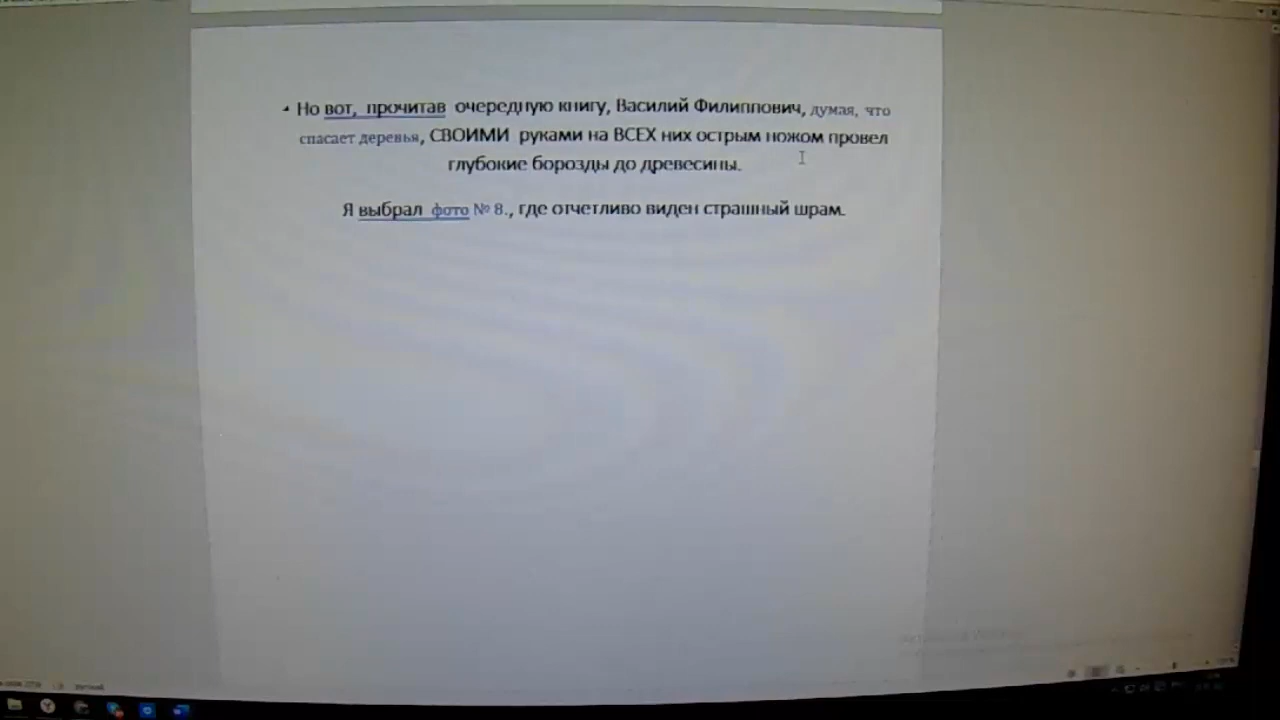 Но вот, прочитав очередную книгу, Василий Филиппович, думая, что
спасает деревья, СВОИМИ руками на ВСЕХ них острым ножом провел
глубокие борозды до древесины.
Я выбрал фото № 8., где отчетливо виден страшный шрам.